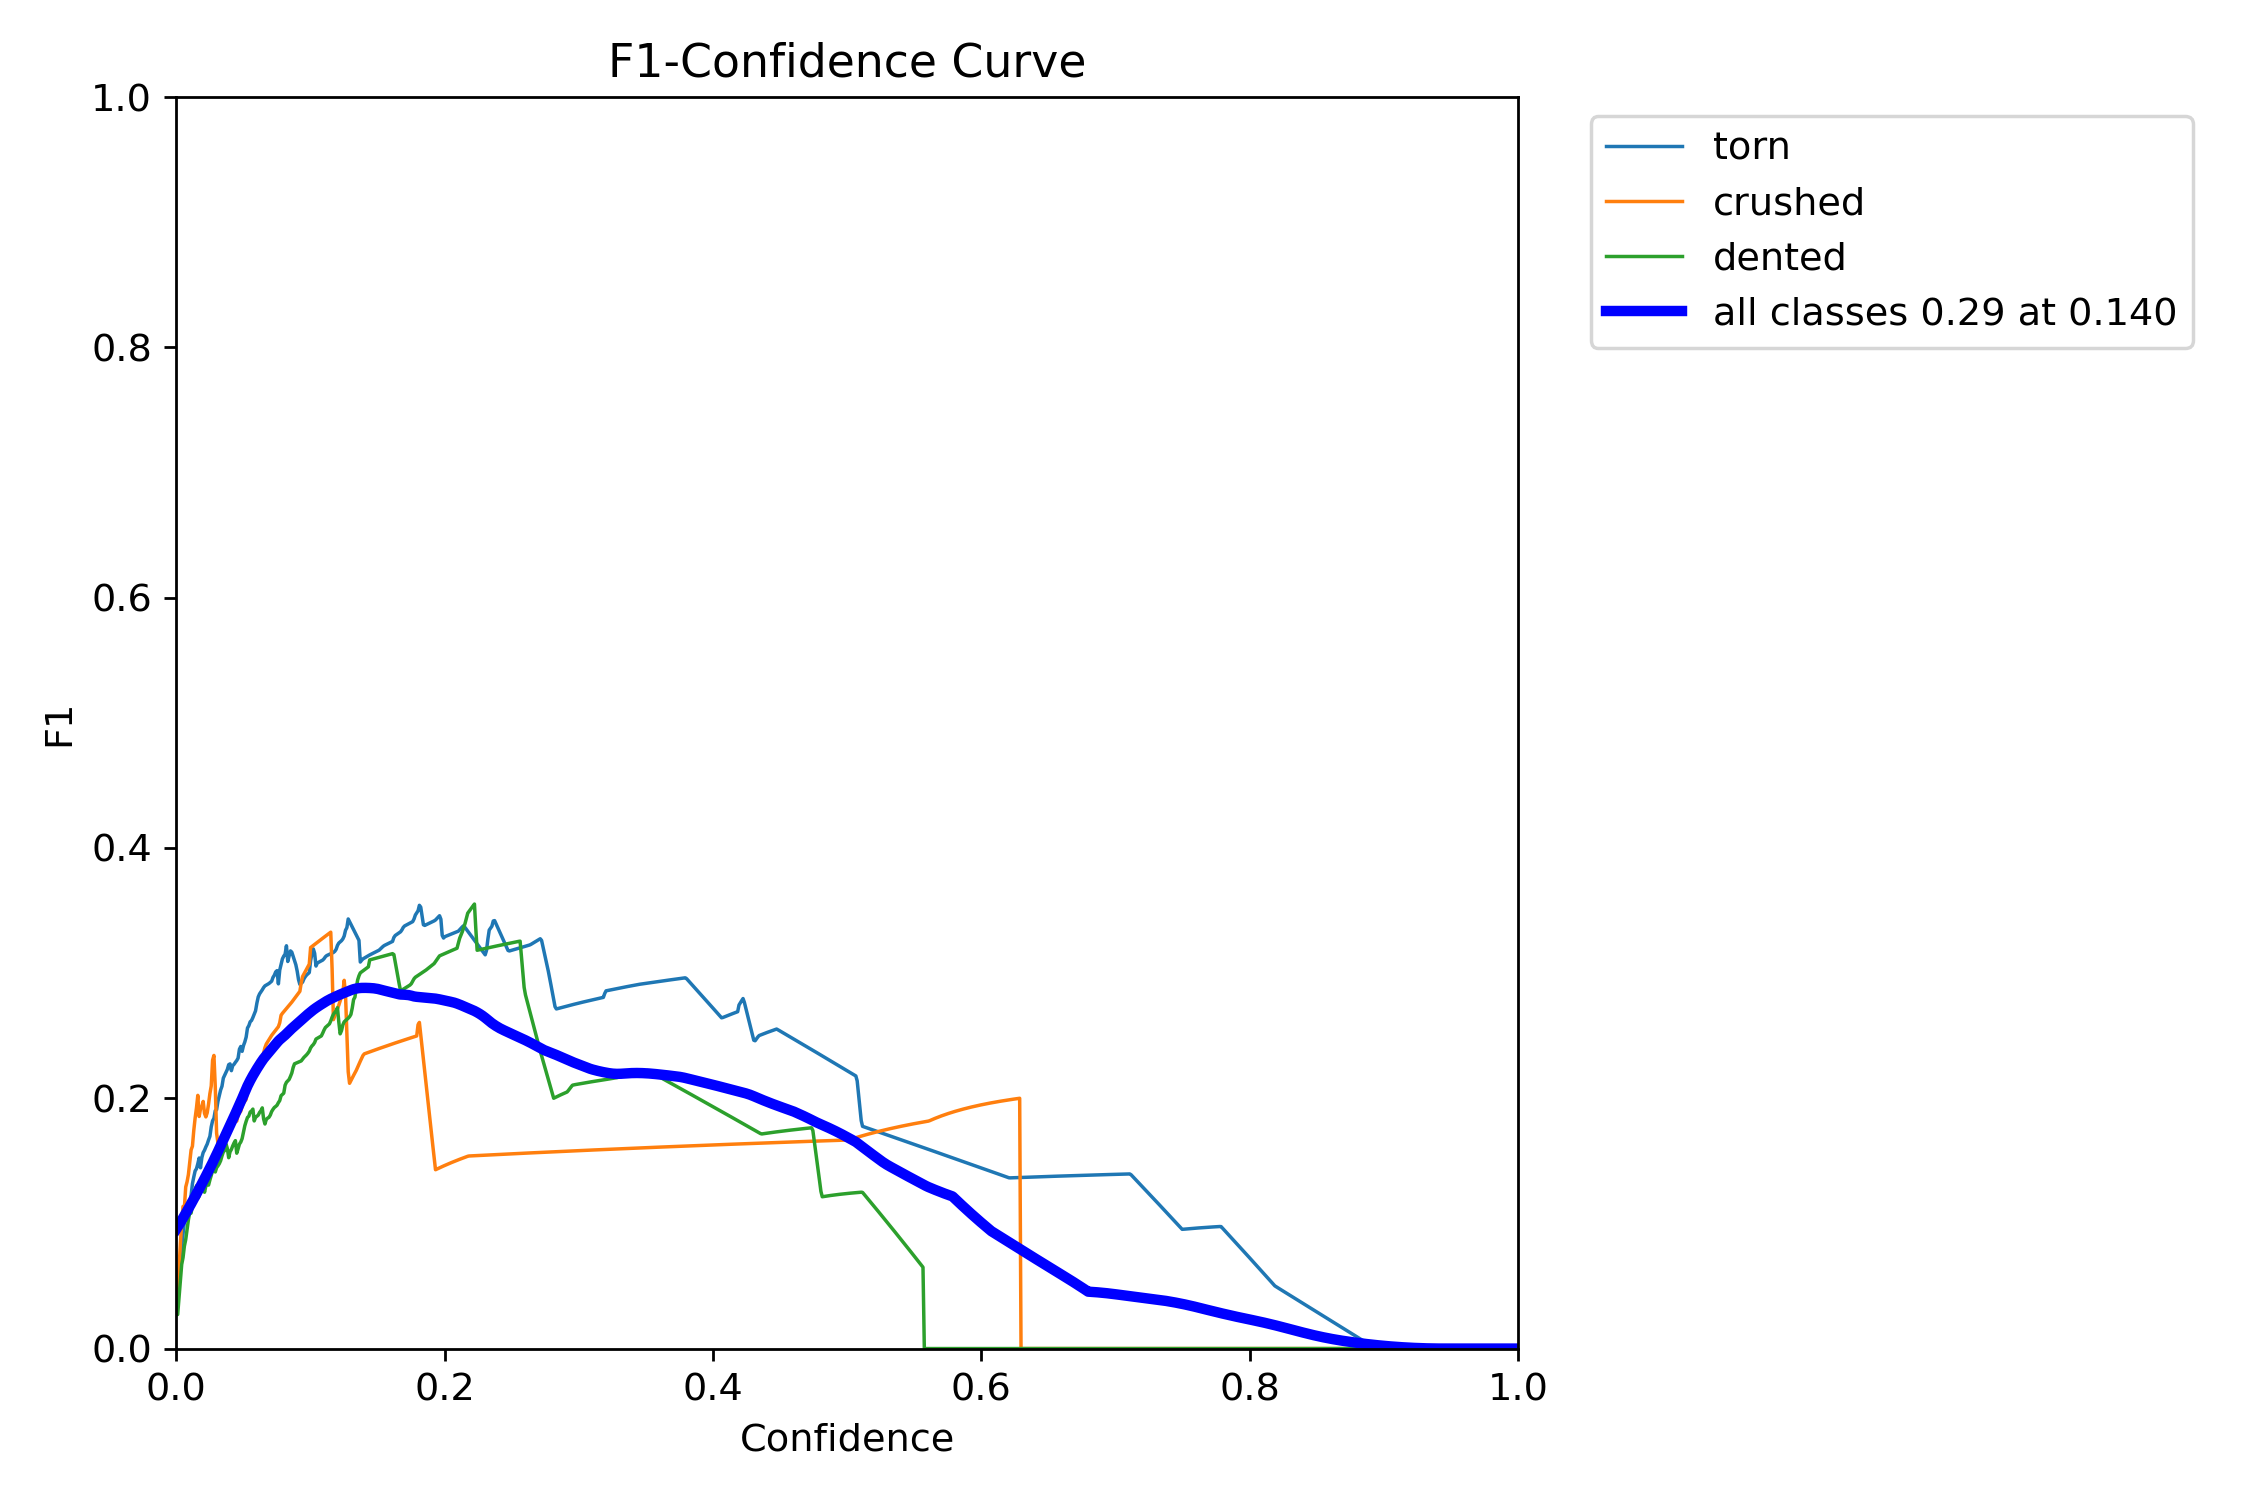 F1-Confidence Curve
1.0
0.8
0.6
0.4
0.2
0.0
F1
0.0 0.2 0.4 0.6 0.8 1.0
Confidence
torn
crushed
dented
all classes 0.29 at 0.140